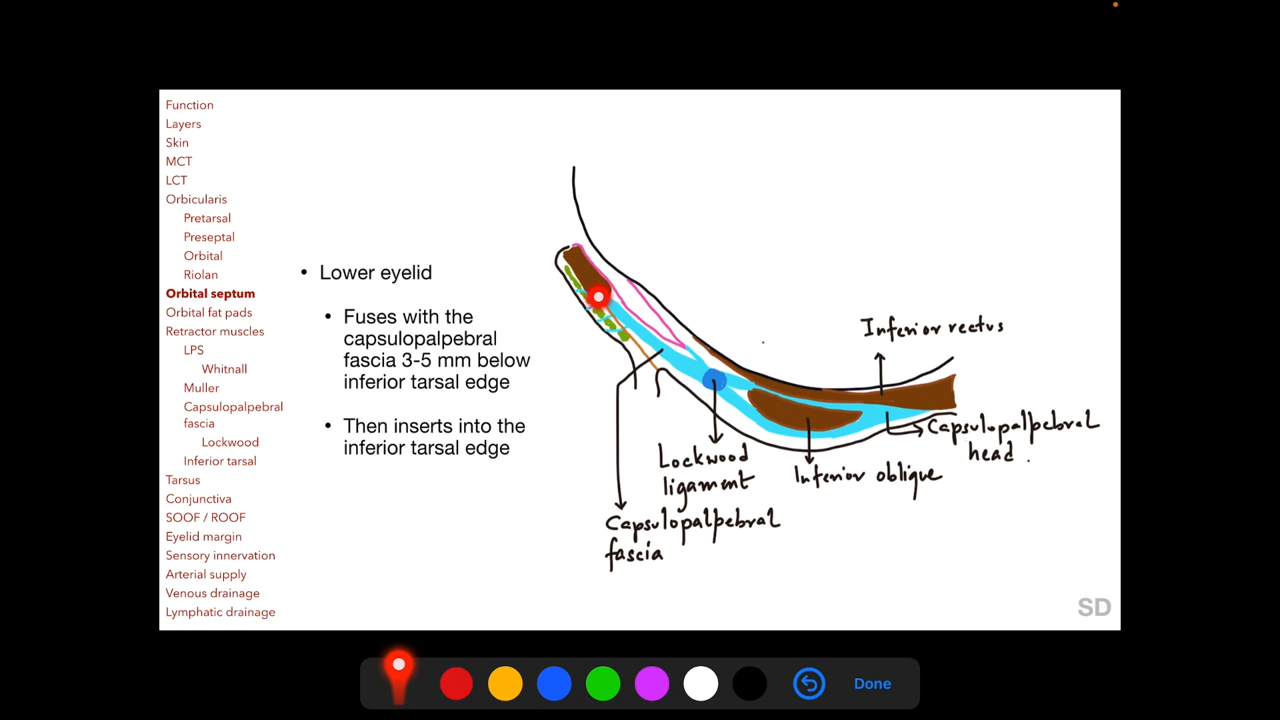 Function
Layers
Skin
MCT
LCT
Orbicularis
Pretarsal
Preseptal
Orbital
Riolan
Orbital septum
Orbital fat pads
Retractor muscles
LPS
Whitnall
Muller
Capsulopalpebral
fascia
Lockwood
Inferior tarsal
Tarsus
Conjunctiva
SOOF / ROOF
Eyelid margin
Sensory innervation
Arterial supply
Venous drainage
Lymphatic drainage
• Lower eyelid
• Fuses with the
capsulopalpebral
fascia 3-5 mm below
inferior tarsal edge
• Then inserts into the
inferior tarsal edge
Inferior rectus
Capsulopalpebral
head .
Lockwood
ligament
Inferior oblique
Capsulopalpebral
fascia
SD
Done